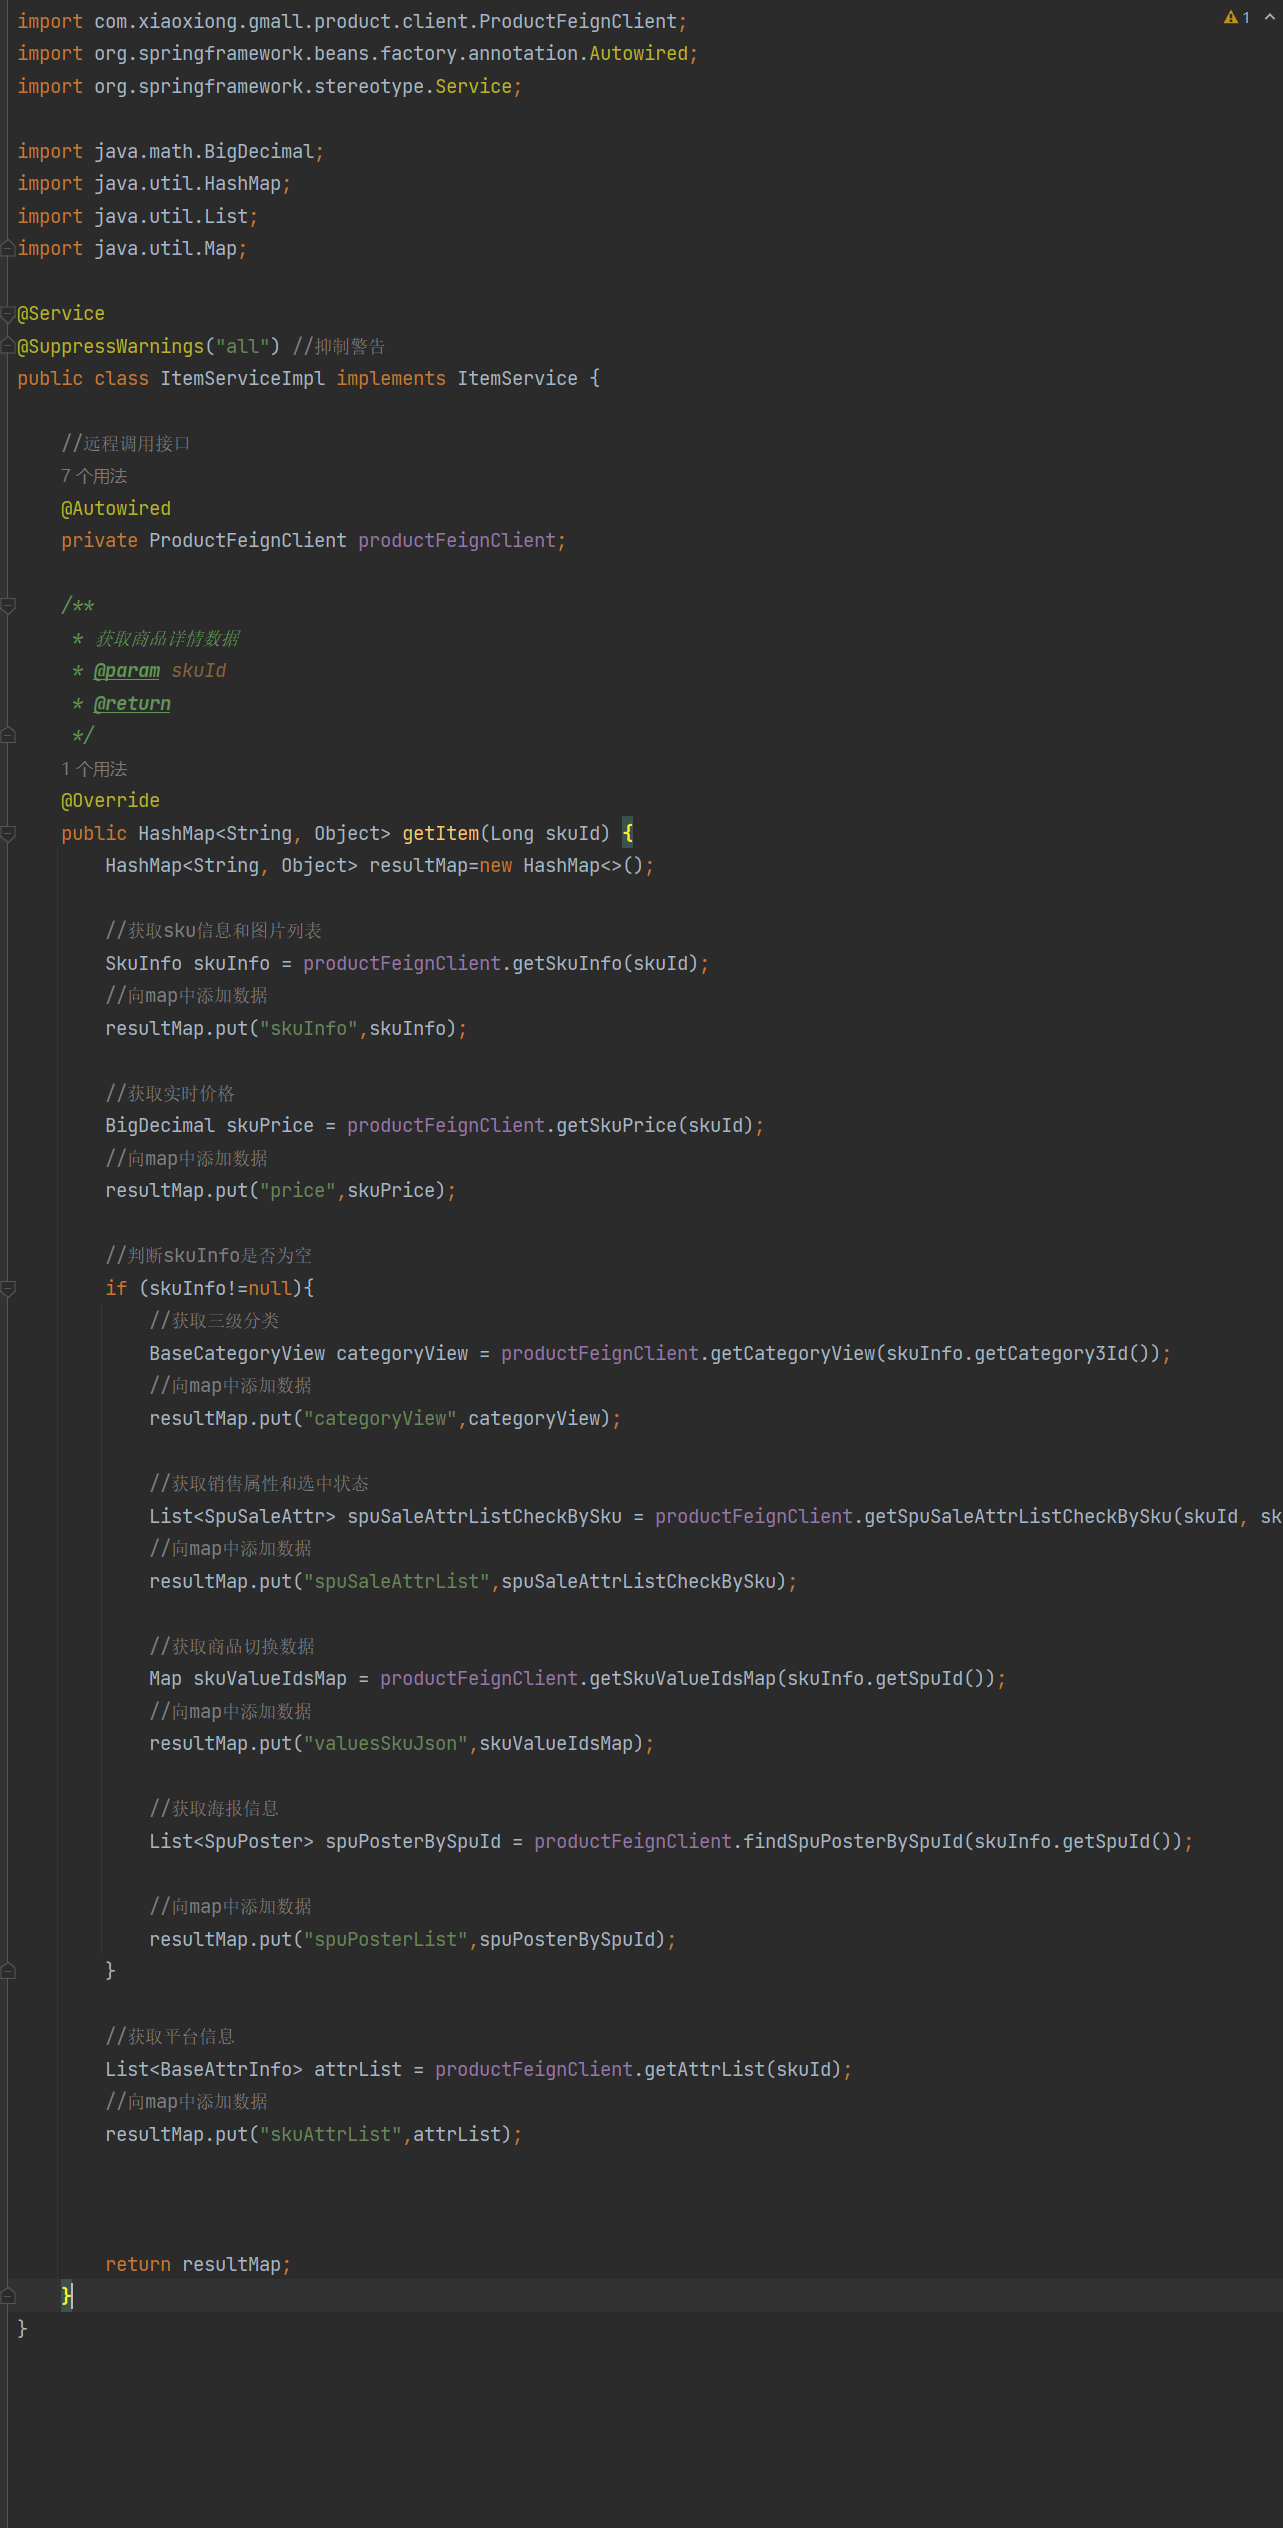 import com.xiaoxiong.gmall.product.client.ProductFeignClient;
1
import org.springframework.beans.factory.annotation.Autowired;
import org.springframework.stereotype.Service;
import java.math.BigDecimal;
import java.util.HashMap;
import java.util.List;
import java.util.Map;
@Service
@SuppressWarnings("all") //抑制警告
public class ItemServiceImpl implements ItemService {
//远程调用接口
7 个用法
@Autowired
private ProductFeignClient productFeignClient;
/**
* 获取商品详情数据
* @param skuId
* @return
*/
1 个用法
@Override
public HashMap<String, Object> getItem(Long skuId) {
HashMap<String, Object> resultMap=new HashMap<>();
//获取sku信息和图片列表
SkuInfo skuInfo = productFeignClient.getSkuInfo(skuId);
//向map中添加数据
resultMap.put("skuInfo",skuInfo);
//获取实时价格
BigDecimal skuPrice = productFeignClient.getSkuPrice(skuId);
//向map中添加数据
resultMap.put("price",skuPrice);
//判断skuInfo是否为空
if (skuInfo!=null){
//获取三级分类
BaseCategoryView categoryView = productFeignClient.getCategoryView(skuInfo.getCategory3Id());
//向map中添加数据
resultMap.put("categoryView",categoryView);
//获取销售属性和选中状态
List<SpuSaleAttr> spuSaleAttrListCheckBySku = productFeignClient.getSpuSaleAttrListCheckBySku(skuId, sk
//向map中添加数据
resultMap.put("spuSaleAttrList",spuSaleAttrListCheckBySku);
//获取商品切换数据
Map skuValueIdsMap = productFeignClient.getSkuValueIdsMap(skuInfo.getSpuId());
//向map中添加数据
resultMap.put("valuesSkuJson",skuValueIdsMap);
//获取海报信息
List<SpuPoster> spuPosterBySpuId = productFeignClient.findSpuPosterBySpuId(skuInfo.getSpuId());
//向map中添加数据
resultMap.put("spuPosterList",spuPosterBySpuId);
}
//获取平台信息
List<BaseAttrInfo> attrList = productFeignClient.getAttrList(skuId);
//向map中添加数据
resultMap.put("skuAttrList",attrList);
return resultMap;
}
}